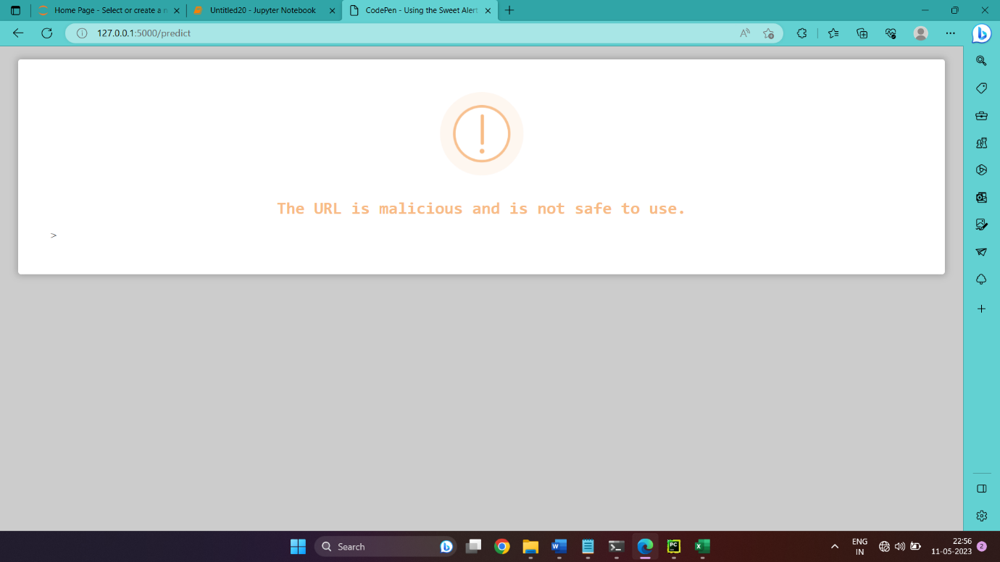 Home Page - Select or create a n
Untitled20 - Jupyter Notebook
CodePen - Using the Sweet Alert
127.0.0.1:5000/predict
The URL is malicious and is not safe to use.
>
Search
ENG
IN
22:56
11-05-2023
2